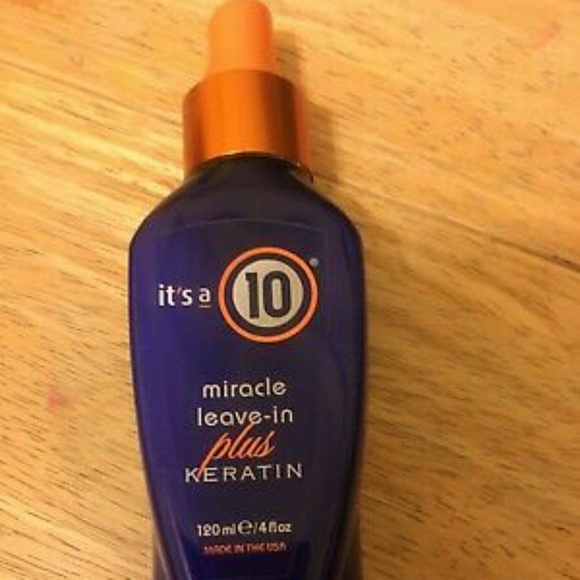 it's a 10®
miracle
leave-in
plus
KERATIN
120 ml ℮/4 fl oz
MADE IN THE USA